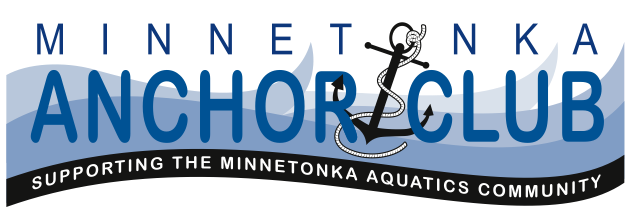 MINNETONKA
ANCHOR CLUB
SUPPORTING THE MINNETONKA AQUATICS COMMUNITY